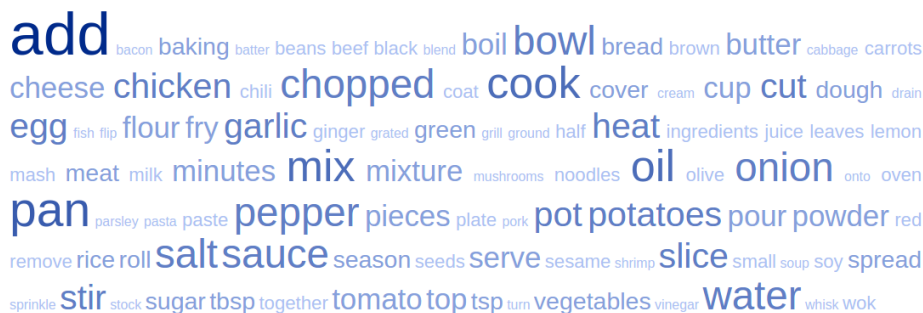 add bacon baking batter beans beef black blend boil bowl bread brown butter cabbage carrots
cheese chicken chili chopped coat cook cover cream cup cut dough drain
egg fish flip flour fry garlic ginger grated green grill ground half heat ingredients juice leaves lemon
mash meat milk minutes mix mixture mushrooms noodles oil olive onion onto oven
pan parsley pasta paste pepper pieces plate pork pot potatoes pour powder red
remove rice roll salt sauce season seeds serve sesame shrimp slice small soup soy spread
sprinkle stir stock sugar tbsp together tomato top tsp turn vegetables vinegar water whisk wok